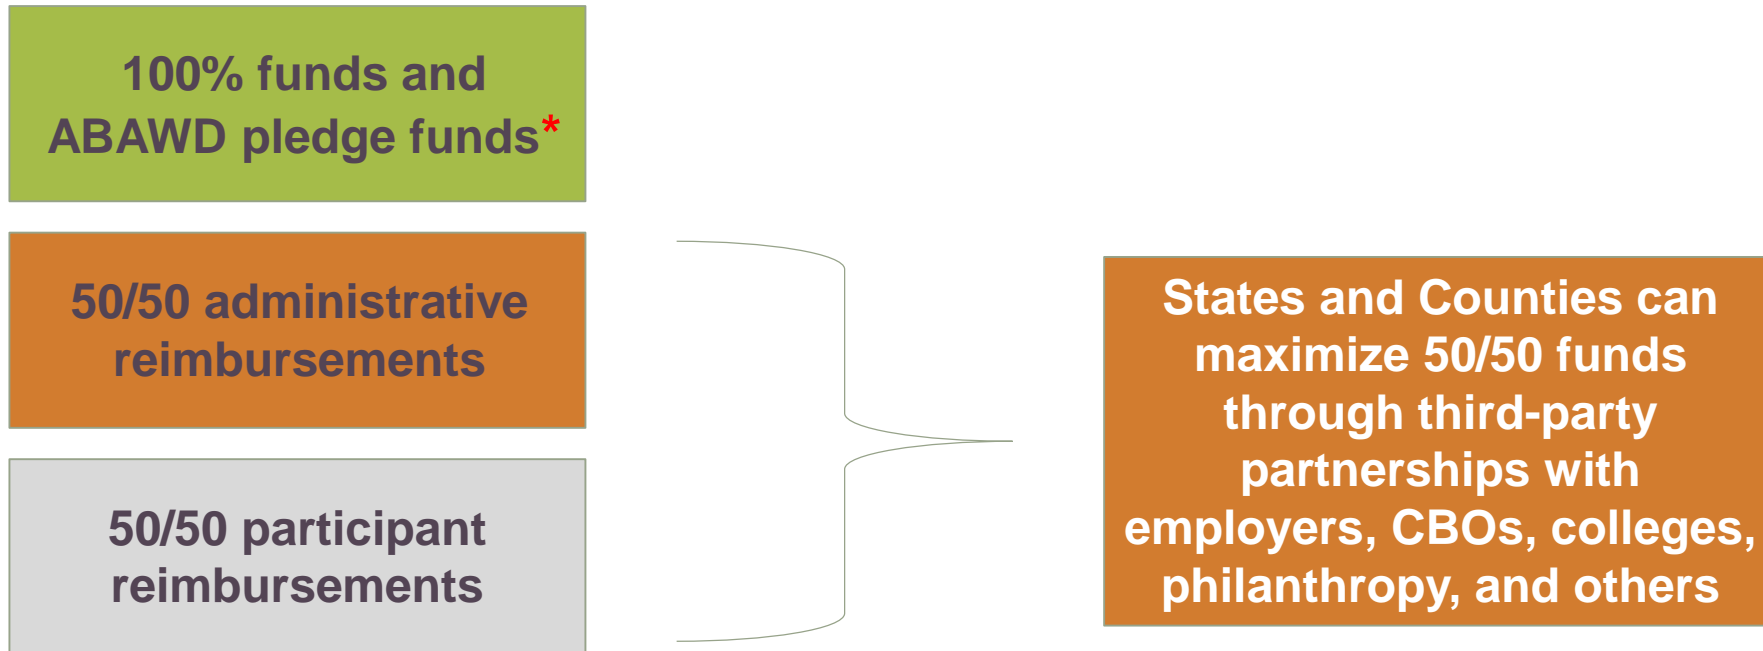 100% funds and
ABAWD pledge funds*
50/50 administrative
reimbursements
50/50 participant
reimbursements
States and Counties can
maximize 50/50 funds
through third-party
partnerships with
employers, CBOs, colleges,
philanthropy, and others